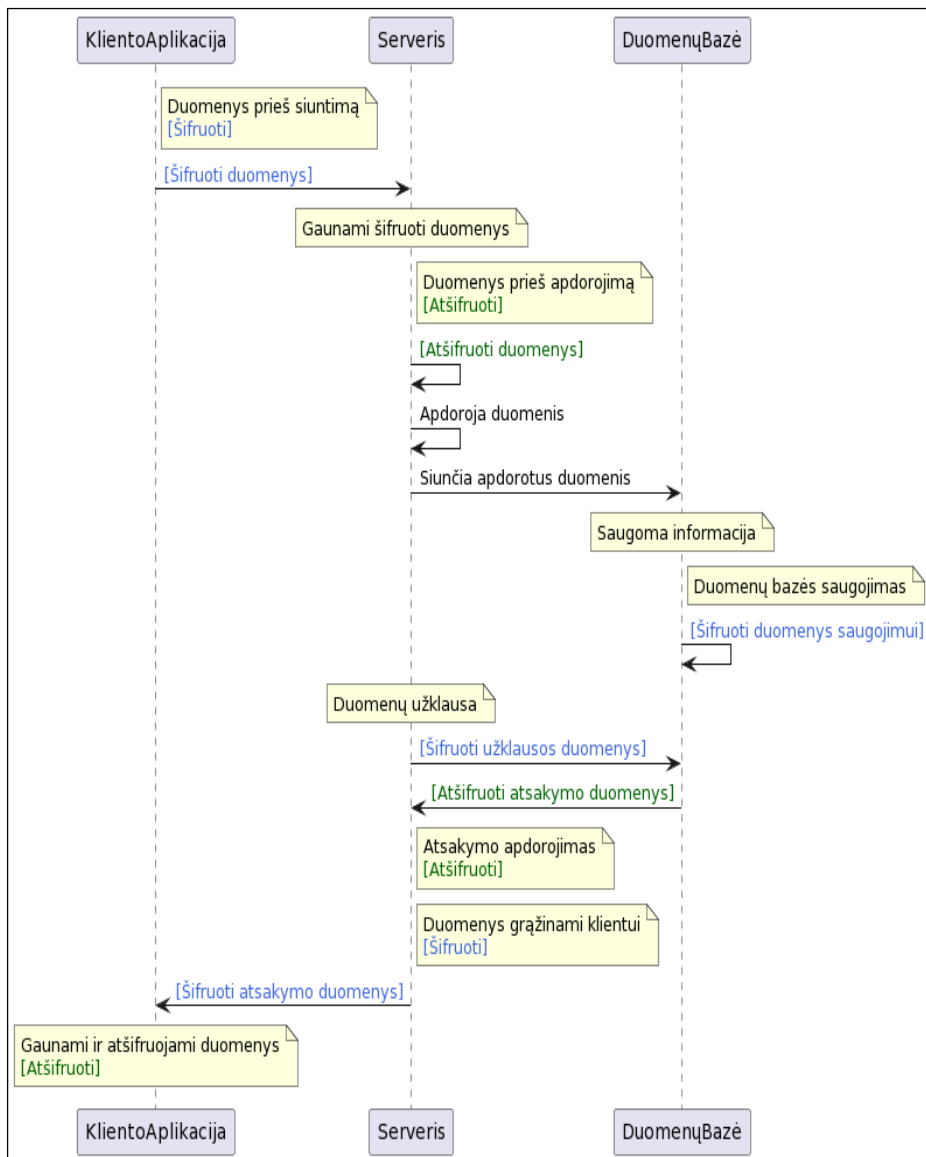 KlientoAplikacija
Serveris
DuomenųBazė
Duomenys prieš siuntimą
[Šifruoti]
[Šifruoti duomenys]
Gaunami šifruoti duomenys
Duomenys prieš apdorojimą
[Atšifruoti]
[Atšifruoti duomenys]
Apdoroja duomenis
Siunčia apdorotus duomenis
Saugoma informacija
Duomenų bazės saugojimas
[Šifruoti duomenys saugojimui]
Duomenų užklausa
[Šifruoti užklausos duomenys]
[Atšifruoti atsakymo duomenys]
Atsakymo apdorojimas
[Atšifruoti]
Duomenys grąžinami klientui
[Šifruoti]
[Šifruoti atsakymo duomenys]
Gaunami ir atšifruojami duomenys
[Atšifruoti]
KlientoAplikacija
Serveris
DuomenųBazė